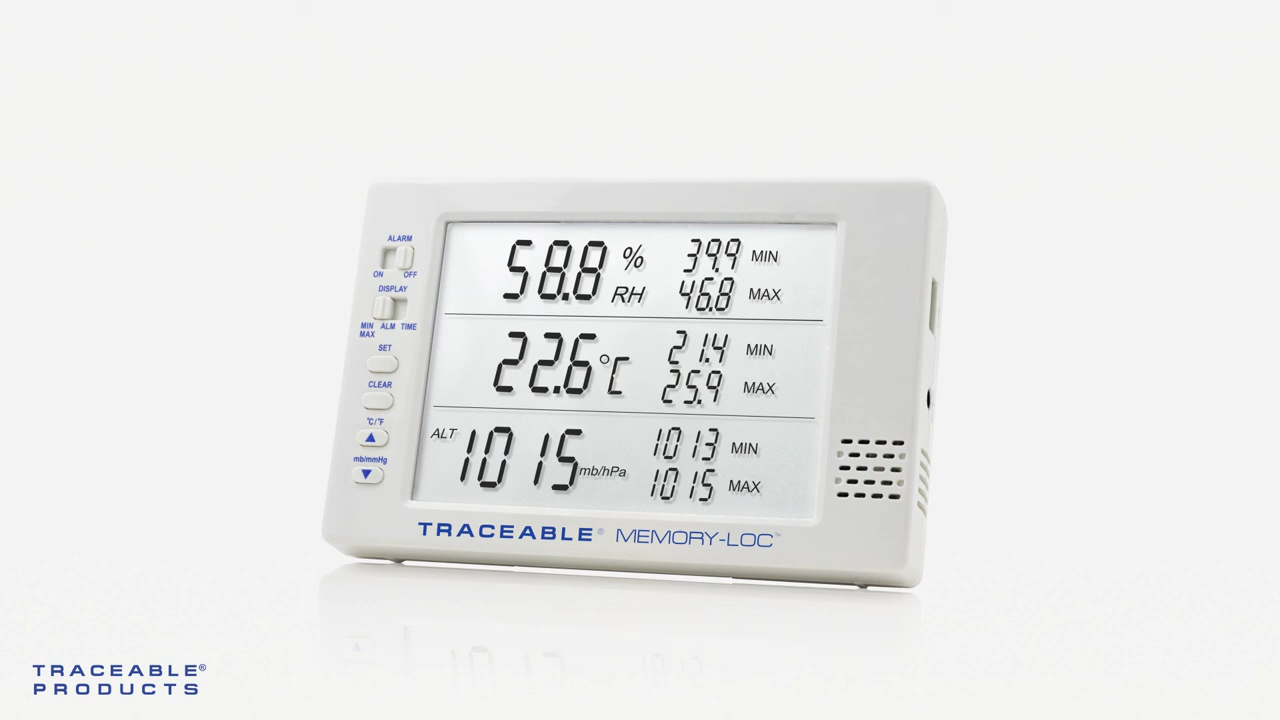 ALARM
ON OFF
DISPLAY
MIN MAX ALM TIME
SET
CLEAR
°C/°F
mb/mmHg
58.8 % RH
39.9 MIN
46.8 MAX
22.6 °C
21.4 MIN
25.9 MAX
ALT 1015 mb/hPa
1013 MIN
1015 MAX
TRACEABLE® MEMORY-LOC™
TRACEABLE®
PRODUCTS